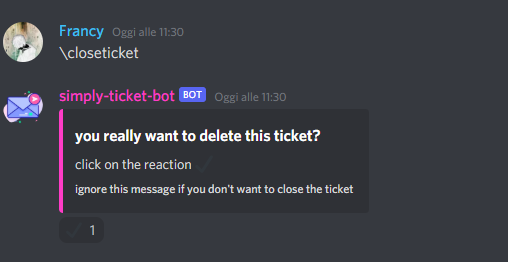 Francy Oggi alle 11:30
\closeticket
simply-ticket-bot BOT Oggi alle 11:30
you really want to delete this ticket?
click on the reaction ✓
ignore this message if you don't want to close the ticket
✓ 1